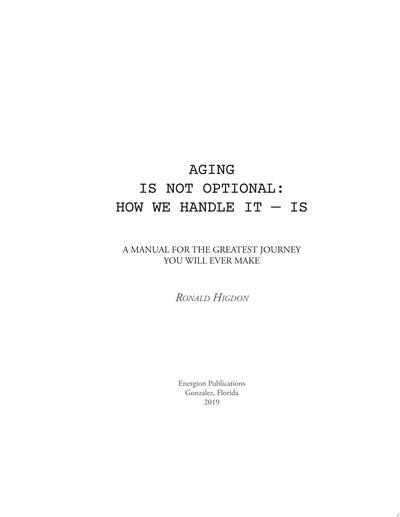 AGING
IS NOT OPTIONAL:
HOW WE HANDLE IT — IS
A MANUAL FOR THE GREATEST JOURNEY
YOU WILL EVER MAKE
Ronald Higdon
Energion Publications
Gonzalez, Florida
2019